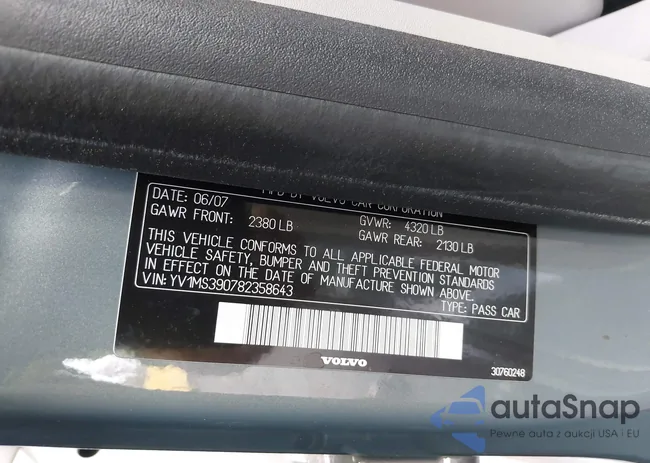 MFD BY VOLVO CAR CORPORATION
DATE: 06/07
GAWR FRONT: 2380 LB GVWR: 4320 LB
GAWR REAR: 2130 LB
THIS VEHICLE CONFORMS TO ALL APPLICABLE FEDERAL MOTOR
VEHICLE SAFETY, BUMPER AND THEFT PREVENTION STANDARDS
IN EFFECT ON THE DATE OF MANUFACTURE SHOWN ABOVE.
VIN: YV1MS390782358643 TYPE: PASS CAR
VOLVO
30760248
autaSnap
Pewne auta z aukcji USA i EU